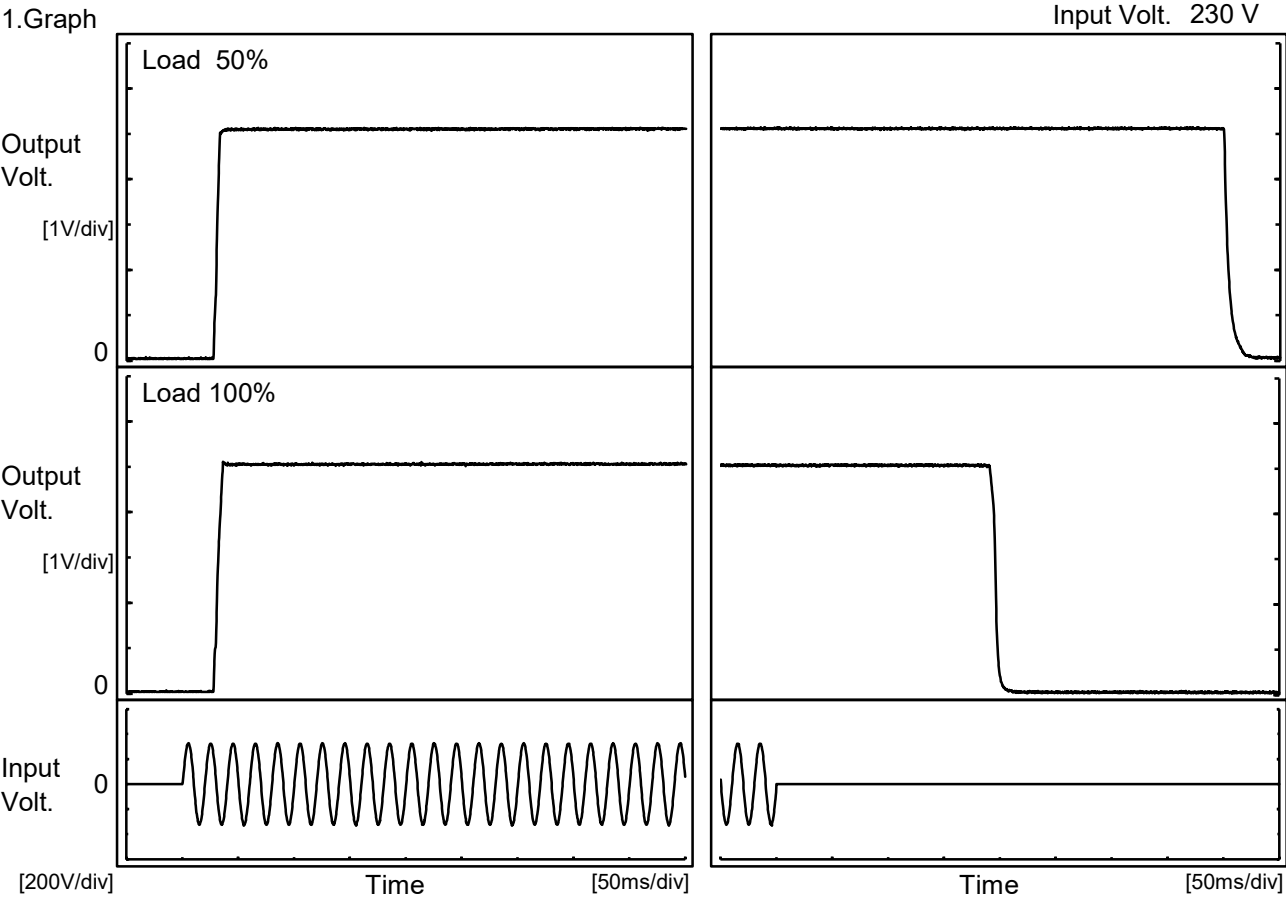 1.Graph
Input Volt. 230 V
Load 50%
Output
Volt.
[1V/div]
0
Load 100%
Output
Volt.
[1V/div]
0
Input
Volt.
0
[200V/div]
Time
[50ms/div]
Time
[50ms/div]